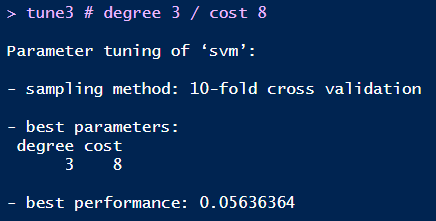 > tune3 # degree 3 / cost 8
Parameter tuning of ‘svm’:
- sampling method: 10-fold cross validation
- best parameters:
degree cost
3 8
- best performance: 0.05636364